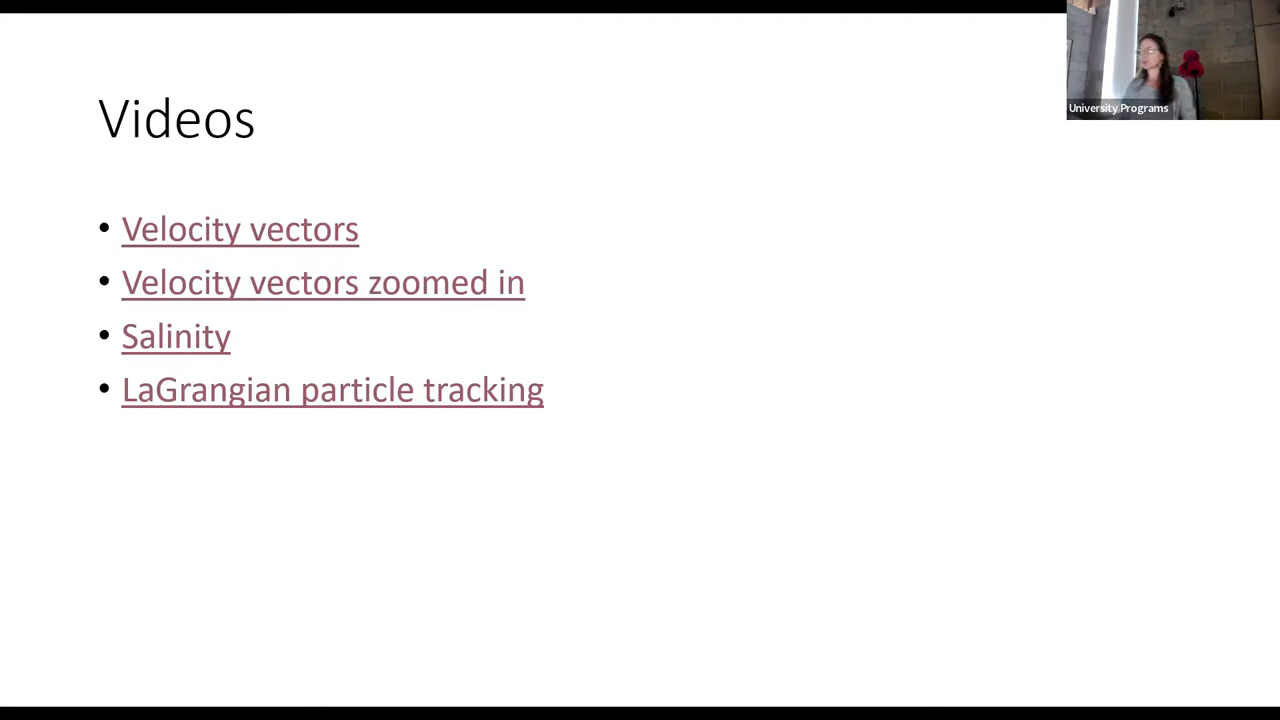 Videos
• Velocity vectors
• Velocity vectors zoomed in
• Salinity
• LaGrangian particle tracking
University Programs